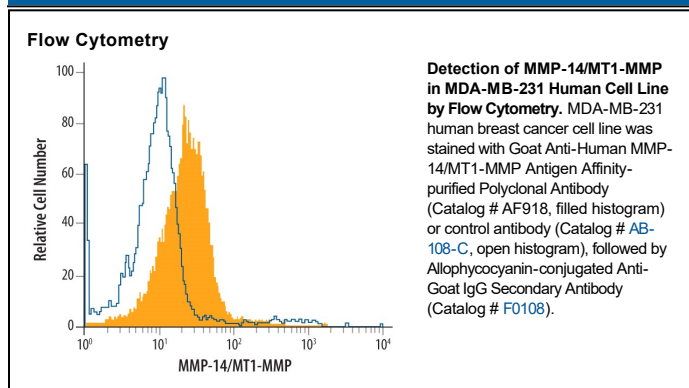 Flow Cytometry
100
80
60
40
20
0
Relative Cell Number
10⁰
10¹
10²
10³
10⁴
MMP-14/MT1-MMP
Detection of MMP-14/MT1-MMP
in MDA-MB-231 Human Cell Line
by Flow Cytometry. MDA-MB-231
human breast cancer cell line was
stained with Goat Anti-Human MMP-
14/MT1-MMP Antigen Affinity-
purified Polyclonal Antibody
(Catalog # AF918, filled histogram)
or control antibody (Catalog # AB-
108-C, open histogram), followed by
Allophycocyanin-conjugated Anti-
Goat IgG Secondary Antibody
(Catalog # F0108).